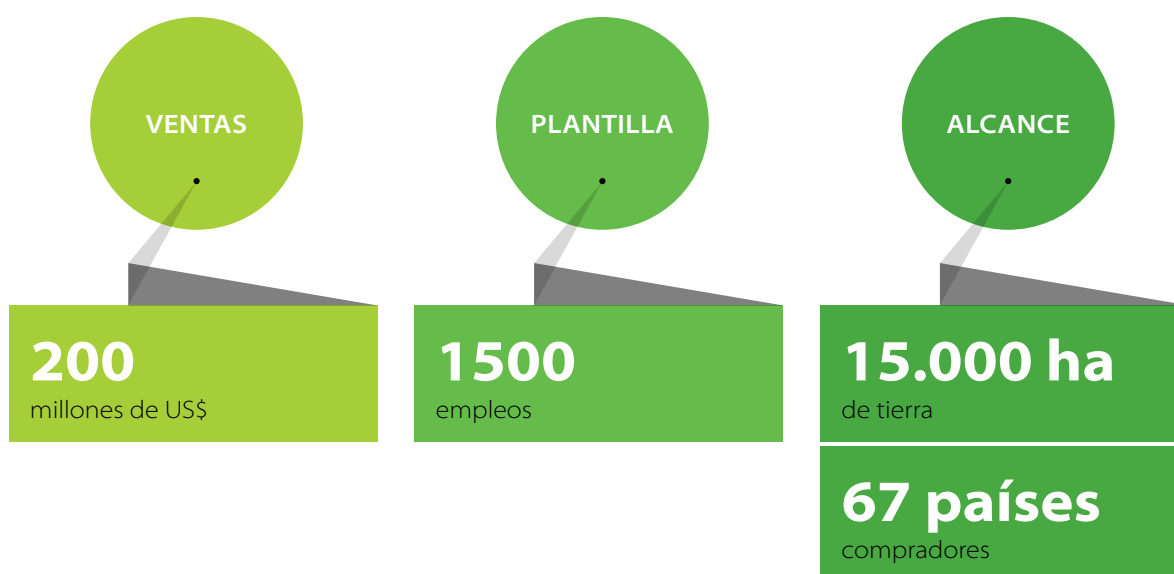 VENTAS
200
millones de US$
PLANTILLA
1500
empleos
ALCANCE
15.000 ha
de tierra
67 países
compradores